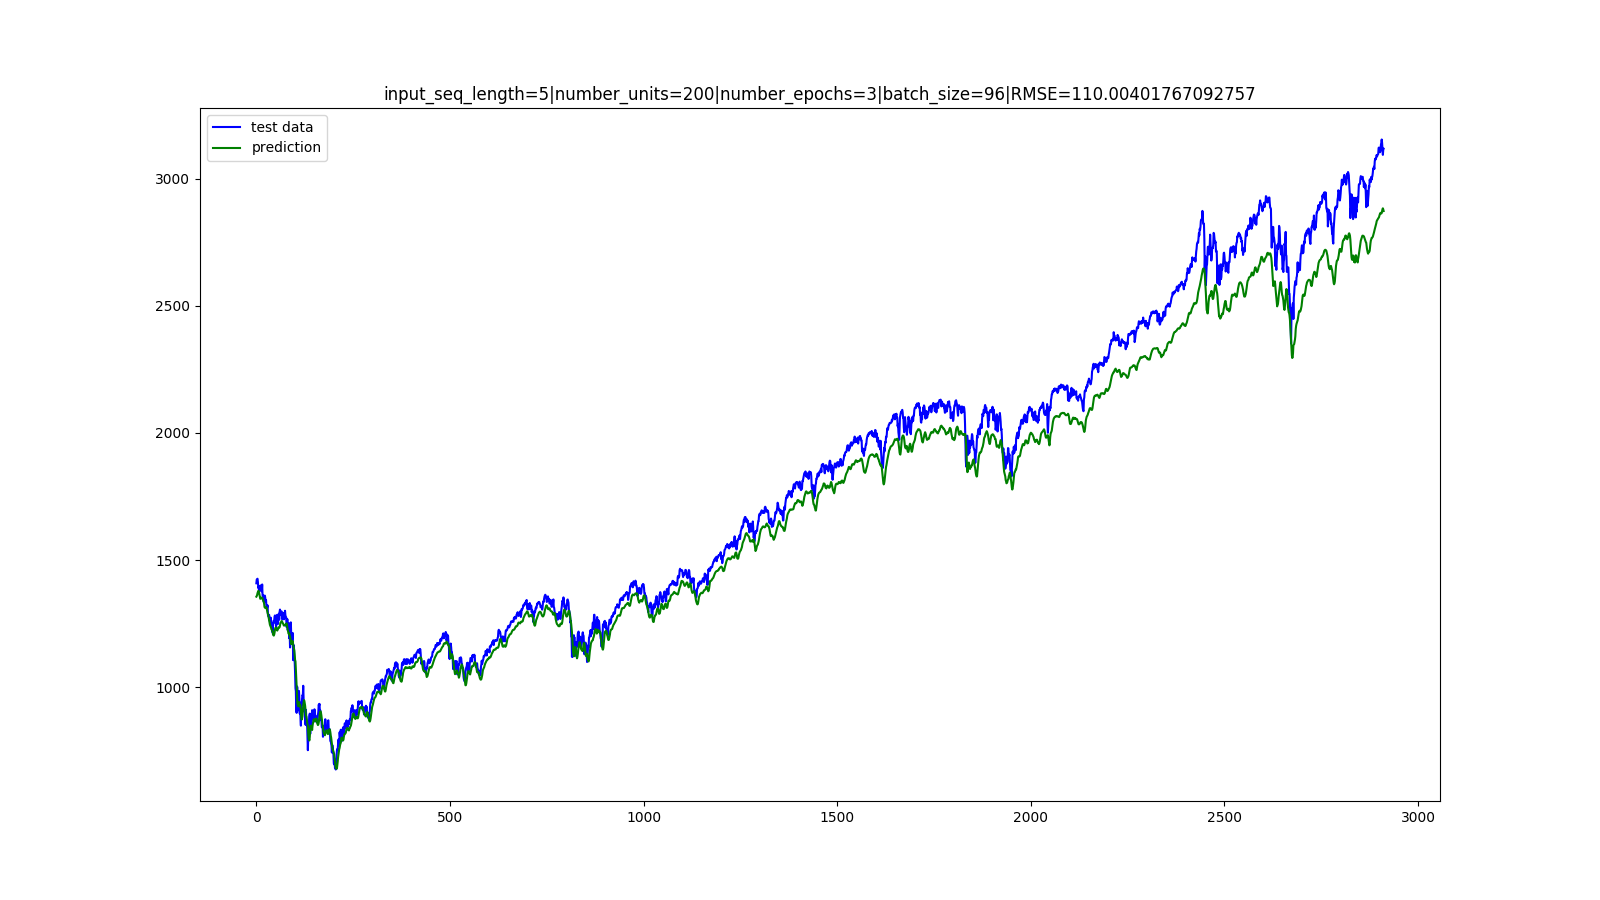 input_seq_length=5|number_units=200|number_epochs=3|batch_size=96|RMSE=110.00401767092757
test data
prediction
3000
2500
2000
1500
1000
0 500 1000 1500 2000 2500 3000